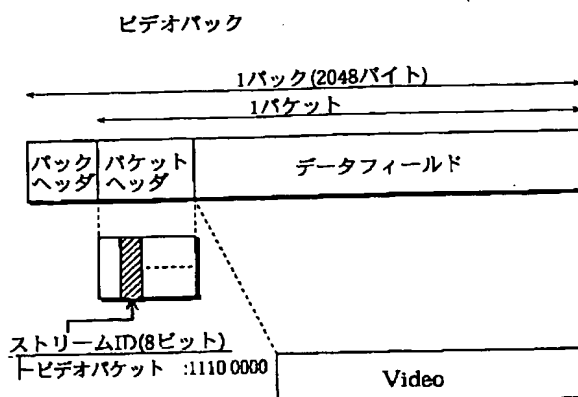 ビデオパック
1パック(2048バイト)
1パケット
パック
ヘッダ
パケット
ヘッダ
データフィールド
ストリームID(8ビット)
ビデオパケット :1110 0000
Video